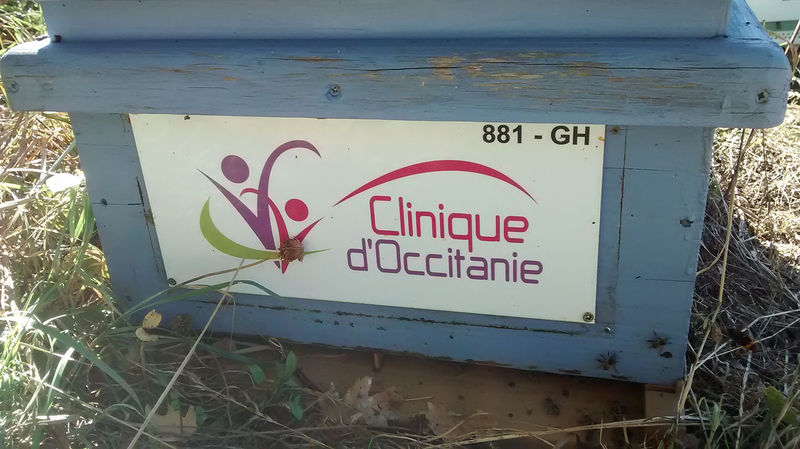 881 - GH
Clinique
d'Occitanie